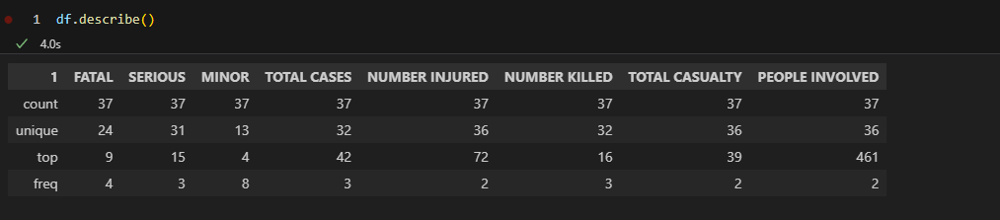 1 df.describe()
4.0s
1 FATAL SERIOUS MINOR TOTAL CASES NUMBER INJURED NUMBER KILLED TOTAL CASUALTY PEOPLE INVOLVED
count 37 37 37 37 37 37 37 37
unique 24 31 13 32 36 32 36 36
top 9 15 4 42 72 16 39 461
freq 4 3 8 3 2 3 2 2